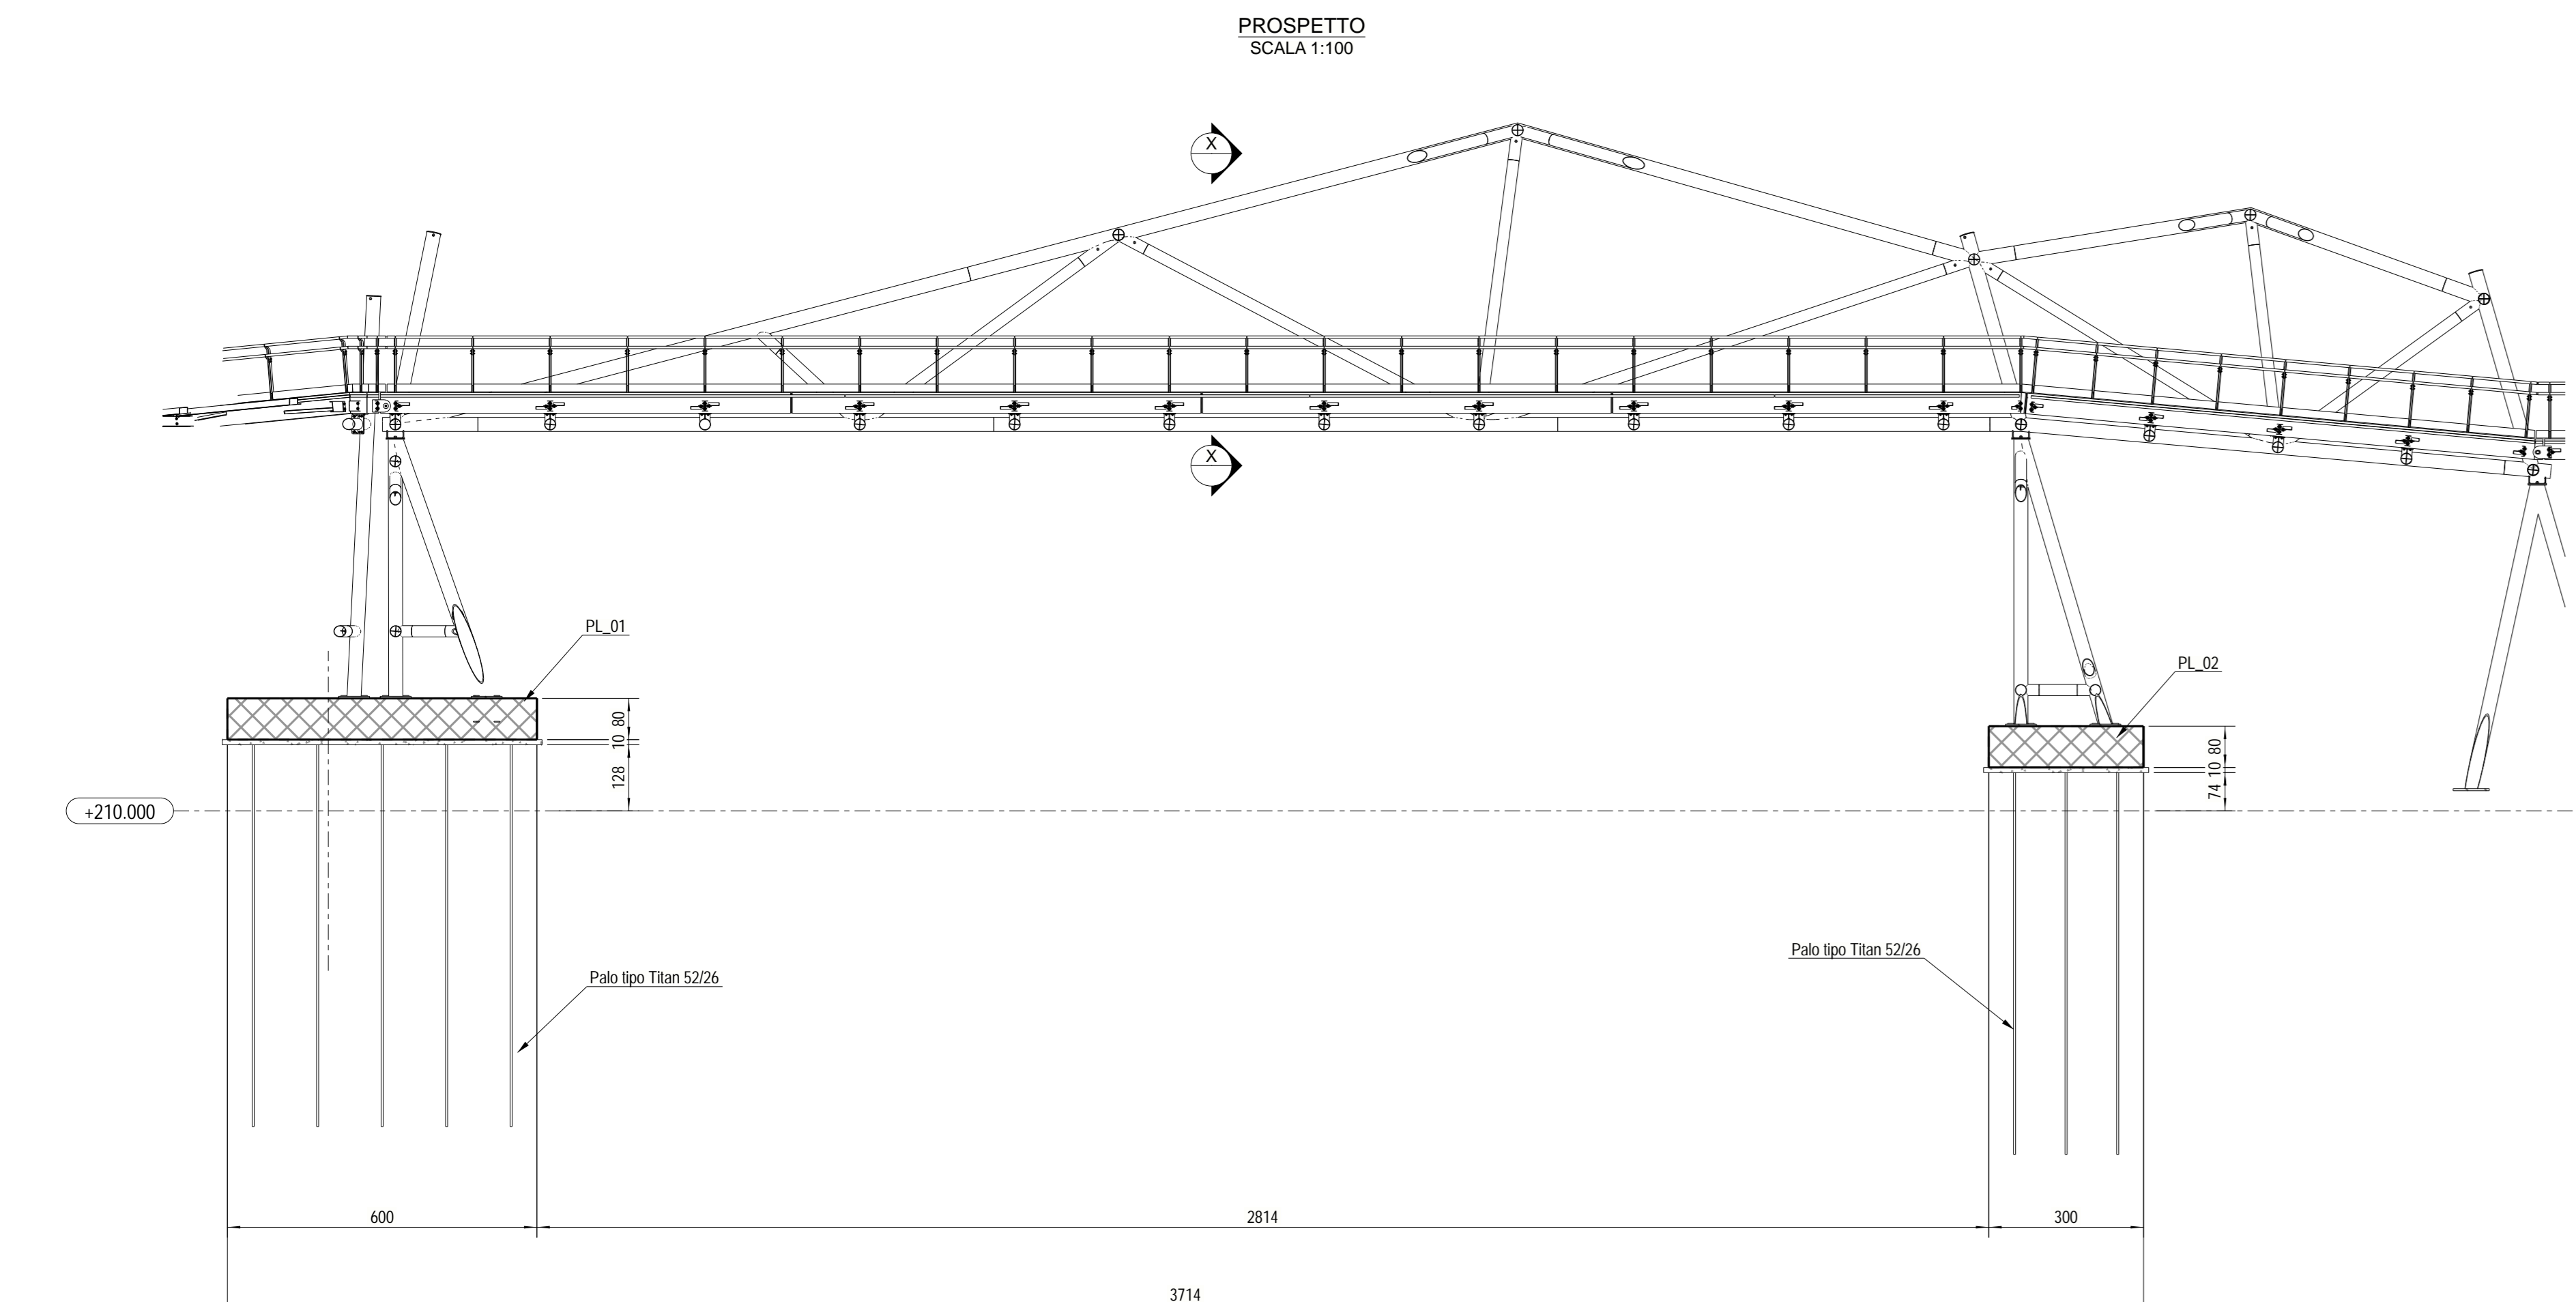 PROSPETTO
SCALA 1:100
X
X
PL_01
PL_02
80
10
128
80
10
74
+210.000
Palo tipo Titan 52/26
Palo tipo Titan 52/26
600
2814
300
3714